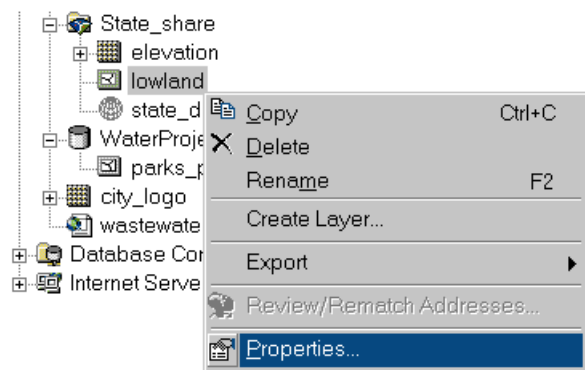 State_share
elevation
lowland
state_d
Copy Ctrl+C
WaterProje
Delete
parks_p
Rename F2
city_logo
Create Layer...
wastewate
Database Cor
Export
Internet Serve
Review/Rematch Addresses...
Properties...